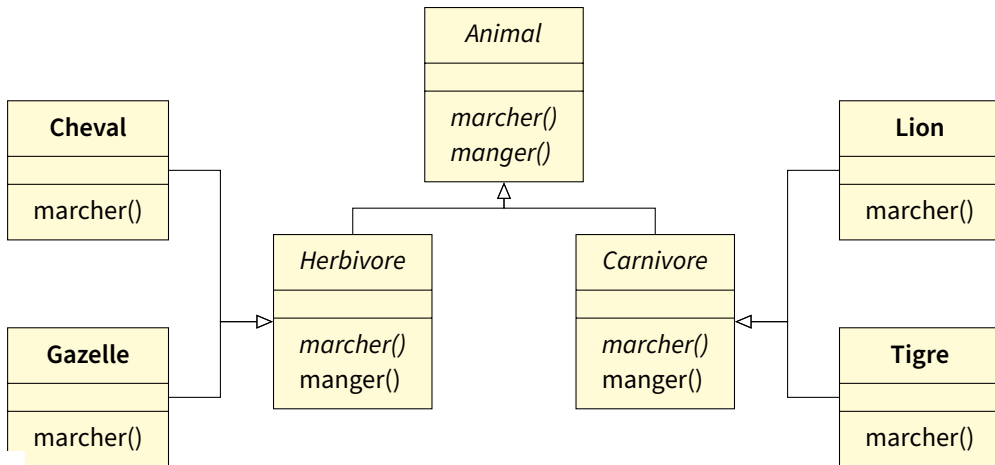 Animal
marcher()
manger()
Cheval
marcher()
Lion
marcher()
Herbivore
marcher()
manger()
Carnivore
marcher()
manger()
Gazelle
marcher()
Tigre
marcher()